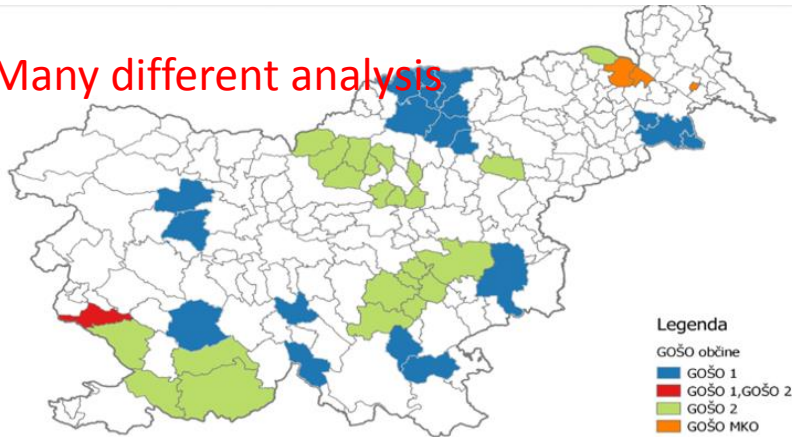 Many different analysis
Legenda
GOŠO občine
GOŠO 1
GOŠO 1,GOŠO 2
GOŠO 2
GOŠO MKO